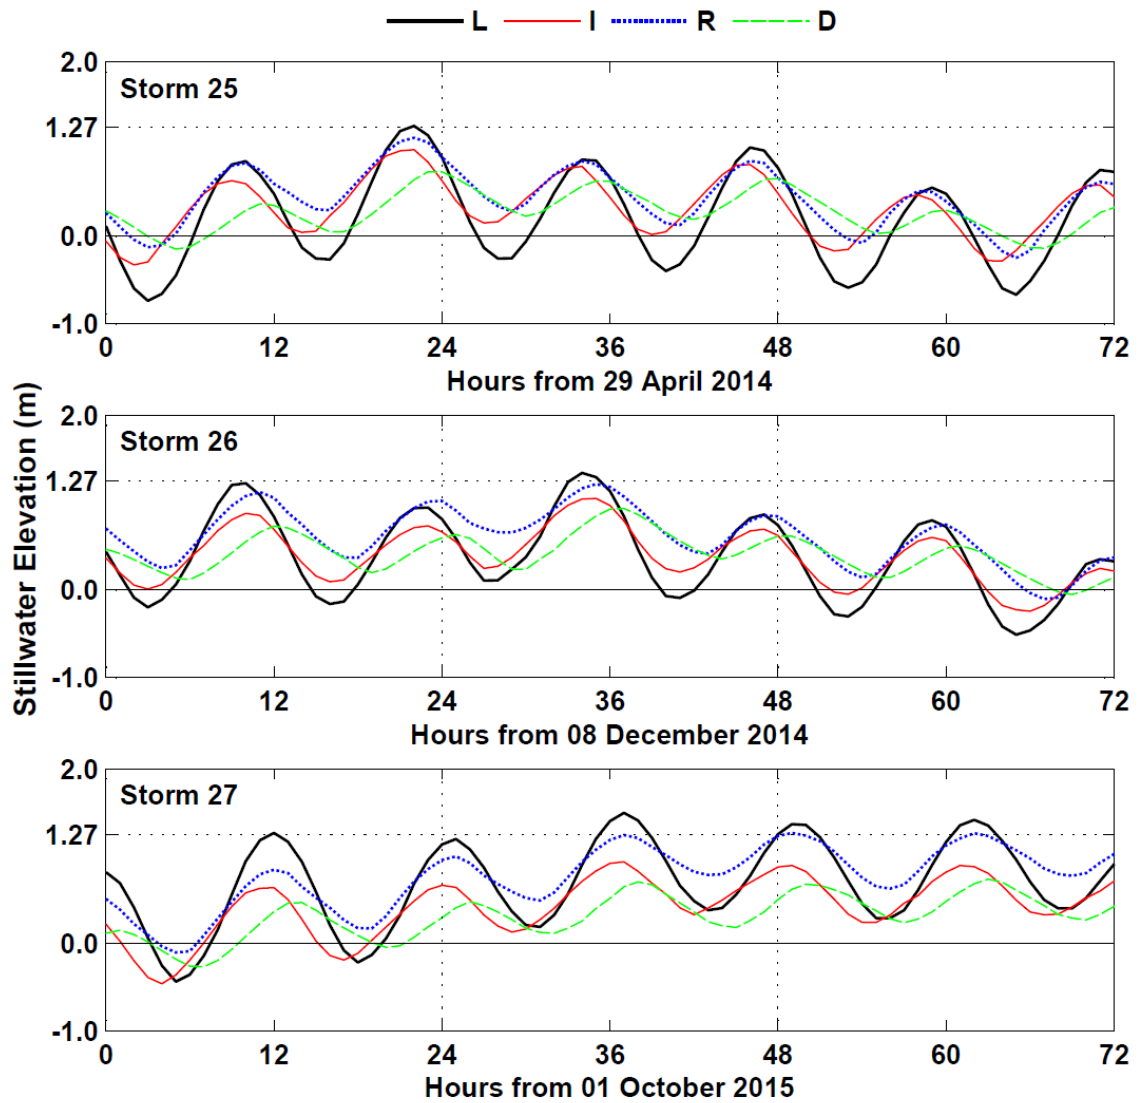 L I R D
2.0
Storm 25
1.27
0.0
-1.0
0 12 24 36 48 60 72
Hours from 29 April 2014
Stillwater Elevation (m)
2.0
Storm 26
1.27
0.0
-1.0
0 12 24 36 48 60 72
Hours from 08 December 2014
2.0
Storm 27
1.27
0.0
-1.0
0 12 24 36 48 60 72
Hours from 01 October 2015